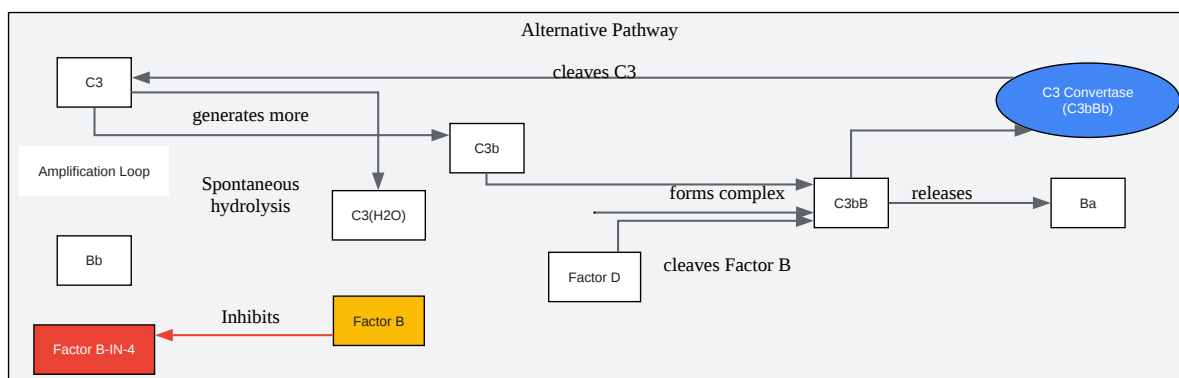 Alternative Pathway
C3
cleaves C3
C3 Convertase
(C3bBb)
generates more
C3b
Amplification Loop
Spontaneous
hydrolysis
C3(H2O)
forms complex
C3bB
releases
Ba
Bb
Factor D
cleaves Factor B
Inhibits
Factor B
Factor B-IN-4